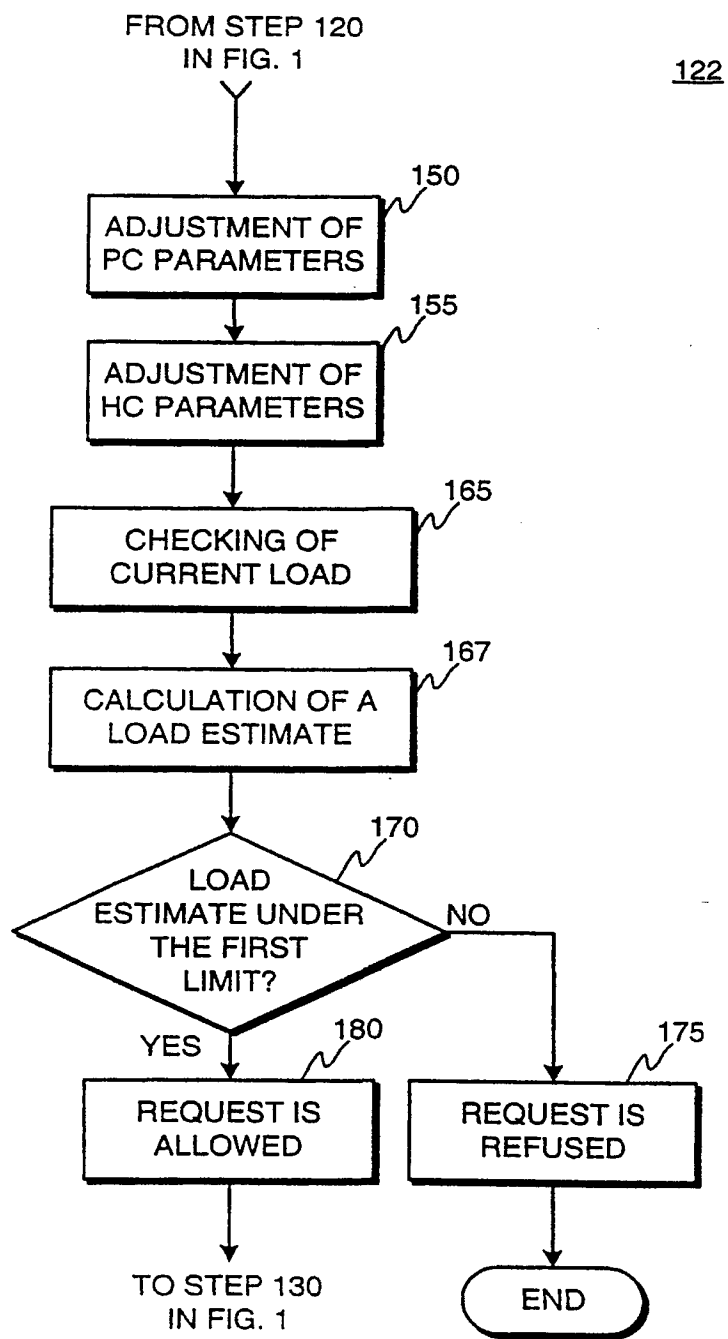 FROM STEP 120
IN FIG. 1
122
150
ADJUSTMENT OF
PC PARAMETERS
155
ADJUSTMENT OF
HC PARAMETERS
165
CHECKING OF
CURRENT LOAD
167
CALCULATION OF A
LOAD ESTIMATE
170
LOAD
ESTIMATE UNDER
THE FIRST
LIMIT?
NO
YES
180
REQUEST IS
ALLOWED
175
REQUEST IS
REFUSED
TO STEP 130
IN FIG. 1
END